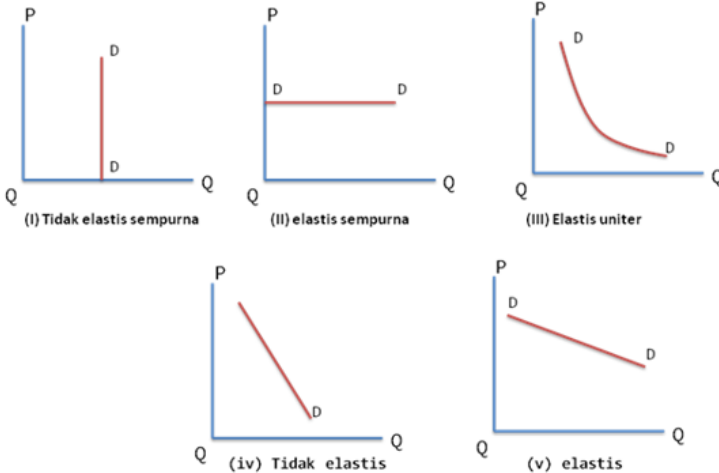 P
D
D
Q
Q
(I) Tidak elastis sempurna
P
D
D
Q
Q
(II) elastis sempurna
P
D
D
Q
Q
(III) Elastis uniter
P
D
Q
Q
(iv) Tidak elastis
P
D
D
Q
Q
(v) elastis